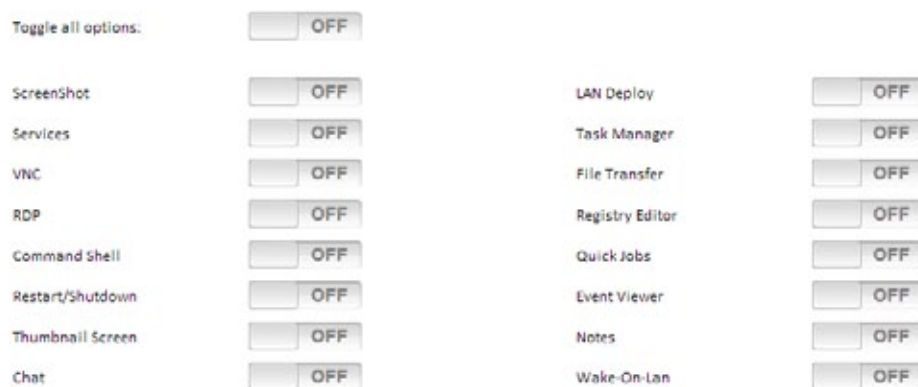 Toggle all options: OFF
ScreenShot OFF LAN Deploy OFF
Services OFF Task Manager OFF
VNC OFF File Transfer OFF
RDP OFF Registry Editor OFF
Command Shell OFF Quick Jobs OFF
Restart/Shutdown OFF Event Viewer OFF
Thumbnail Screen OFF Notes OFF
Chat OFF Wake-On-Lan OFF